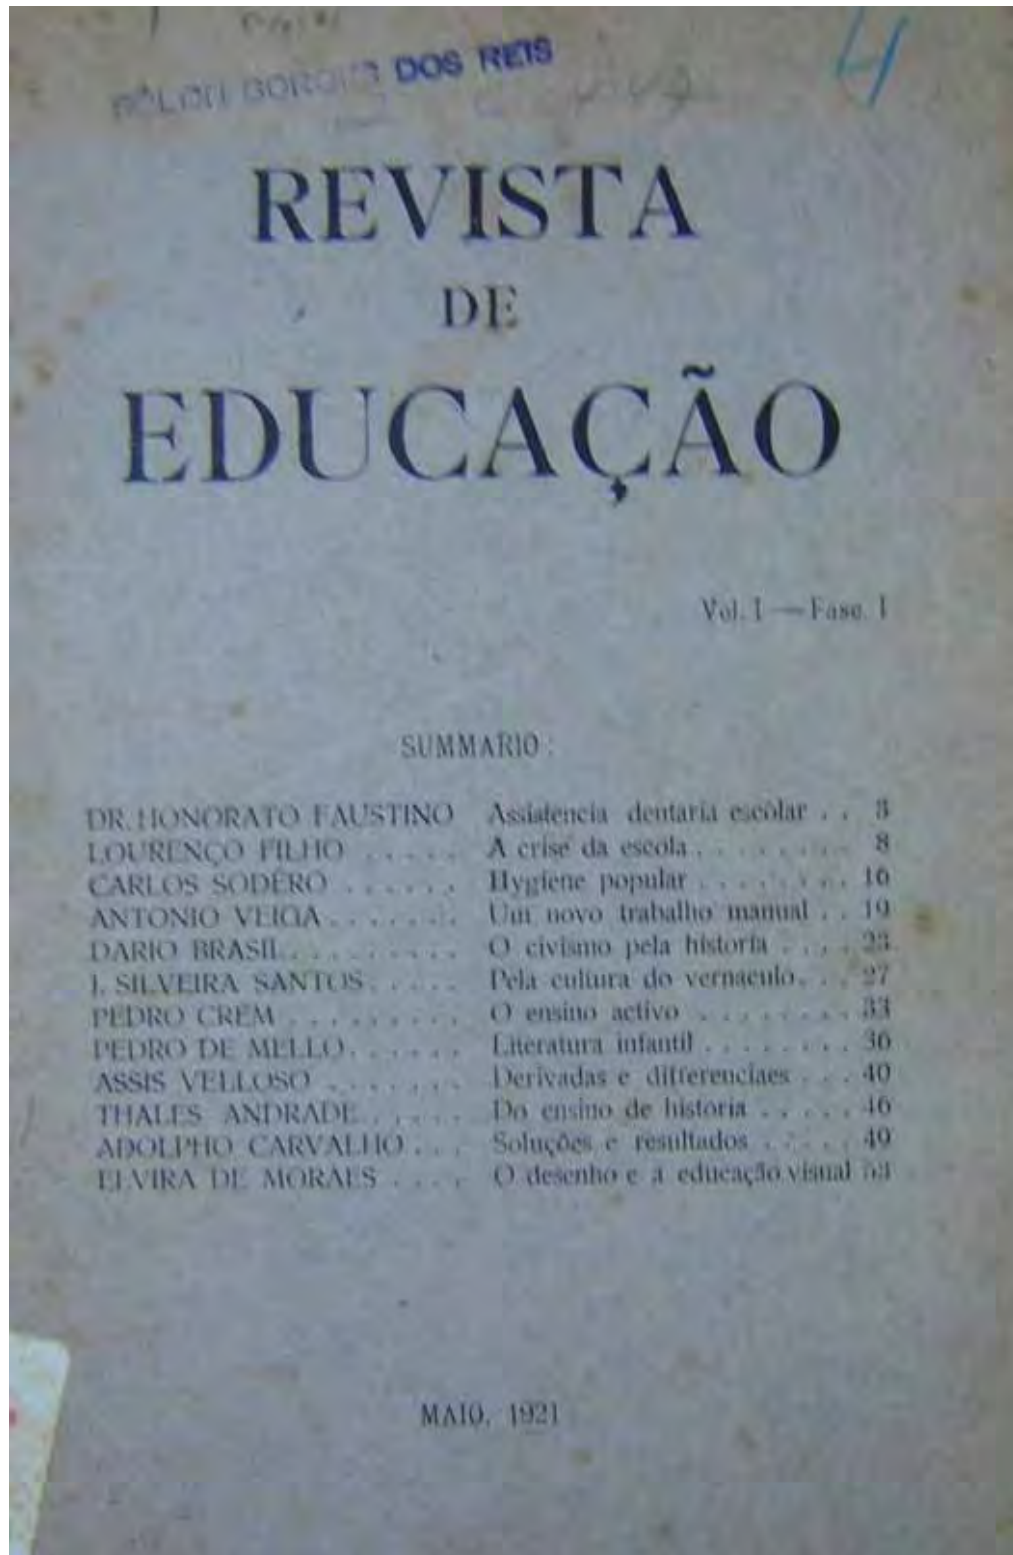 SÓLON BORGES DOS REIS
4
REVISTA
DE
EDUCAÇÃO
Vol. I — Fasc. I
SUMMARIO:
DR. HONORATO FAUSTINO Assistencia dentaria escolar . . 3
LOURENÇO FILHO . . . . . A crise da escola . . . . . . . . 8
CARLOS SODÉRO . . . . . . Hygiene popular . . . . . . . . 16
ANTONIO VEIGA . . . . . . . Um novo trabalho manual . . 19
DARIO BRASIL . . . . . . . . . O civismo pela historia . . . . 23
J. SILVEIRA SANTOS . . . . . Pela cultura do vernaculo . . . 27
PEDRO CREM . . . . . . . . . O ensino activo . . . . . . . . 33
PEDRO DE MELLO . . . . . . Literatura infantil . . . . . . . . 36
ASSIS VELLOSO . . . . . . . Derivadas e differenciaes . . . 40
THALES ANDRADE . . . . . Do ensino de historia . . . . . 46
ADOLPHO CARVALHO . . . Soluções e resultados . . . . . 49
ELVIRA DE MORAES . . . . O desenho e a educação visual 53
MAIO, 1921